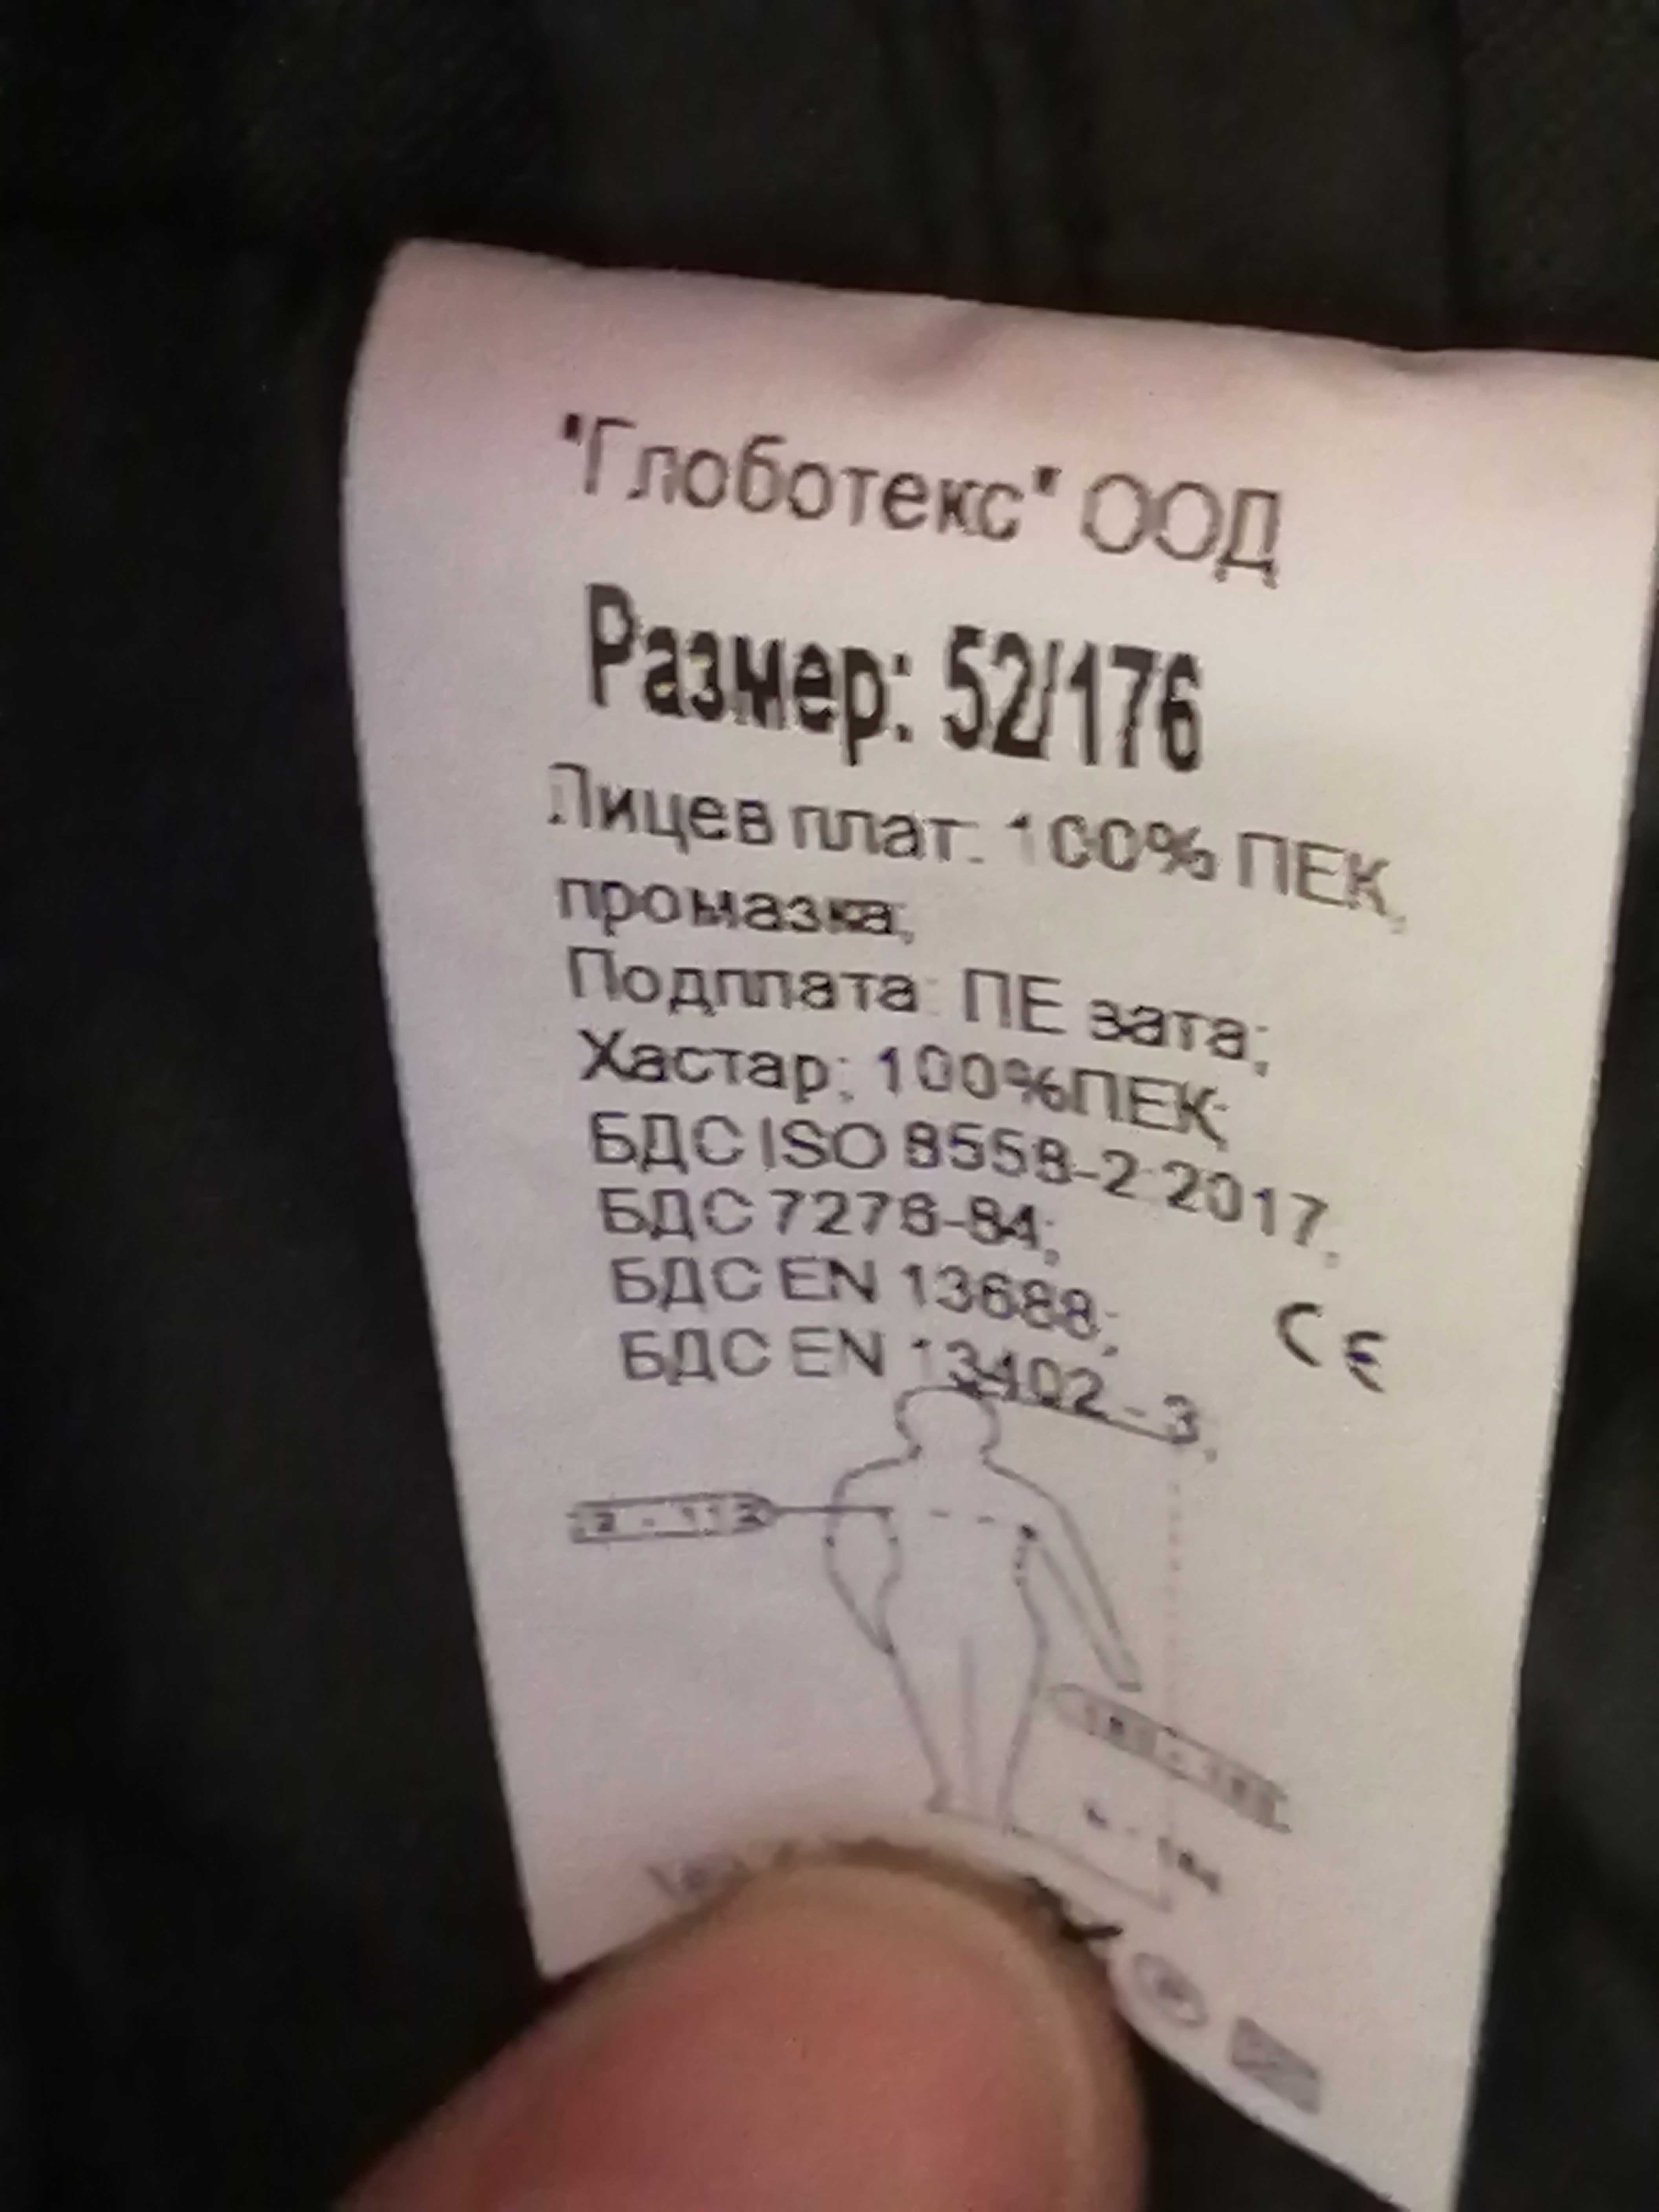 "Глоботекс" ООД
Размер: 52/176
Лицев плат: 100% ПЕК,
промазка;
Подплата: ПЕ вата;
Хастар: 100%ПЕК;
БДС ISO 8558-2:2017;
БДС 7276-84;
БДС EN 13688;
CE
БДС EN 13402-3.